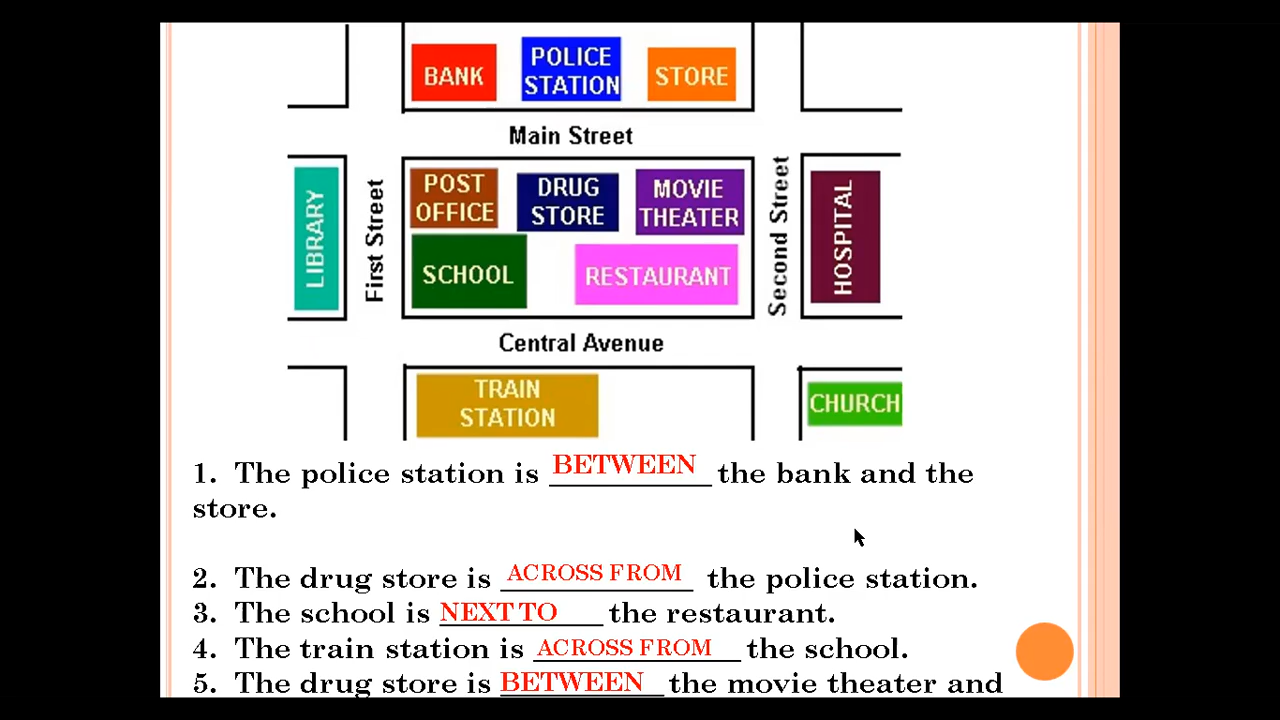 BANK
POLICE
STATION
STORE
Main Street
LIBRARY
First Street
POST
OFFICE
DRUG
STORE
MOVIE
THEATER
SCHOOL
RESTAURANT
Second Street
HOSPITAL
Central Avenue
TRAIN
STATION
CHURCH
1. The police station is BETWEEN the bank and the
store.
2. The drug store is ACROSS FROM the police station.
3. The school is NEXT TO the restaurant.
4. The train station is ACROSS FROM the school.
5. The drug store is BETWEEN the movie theater and